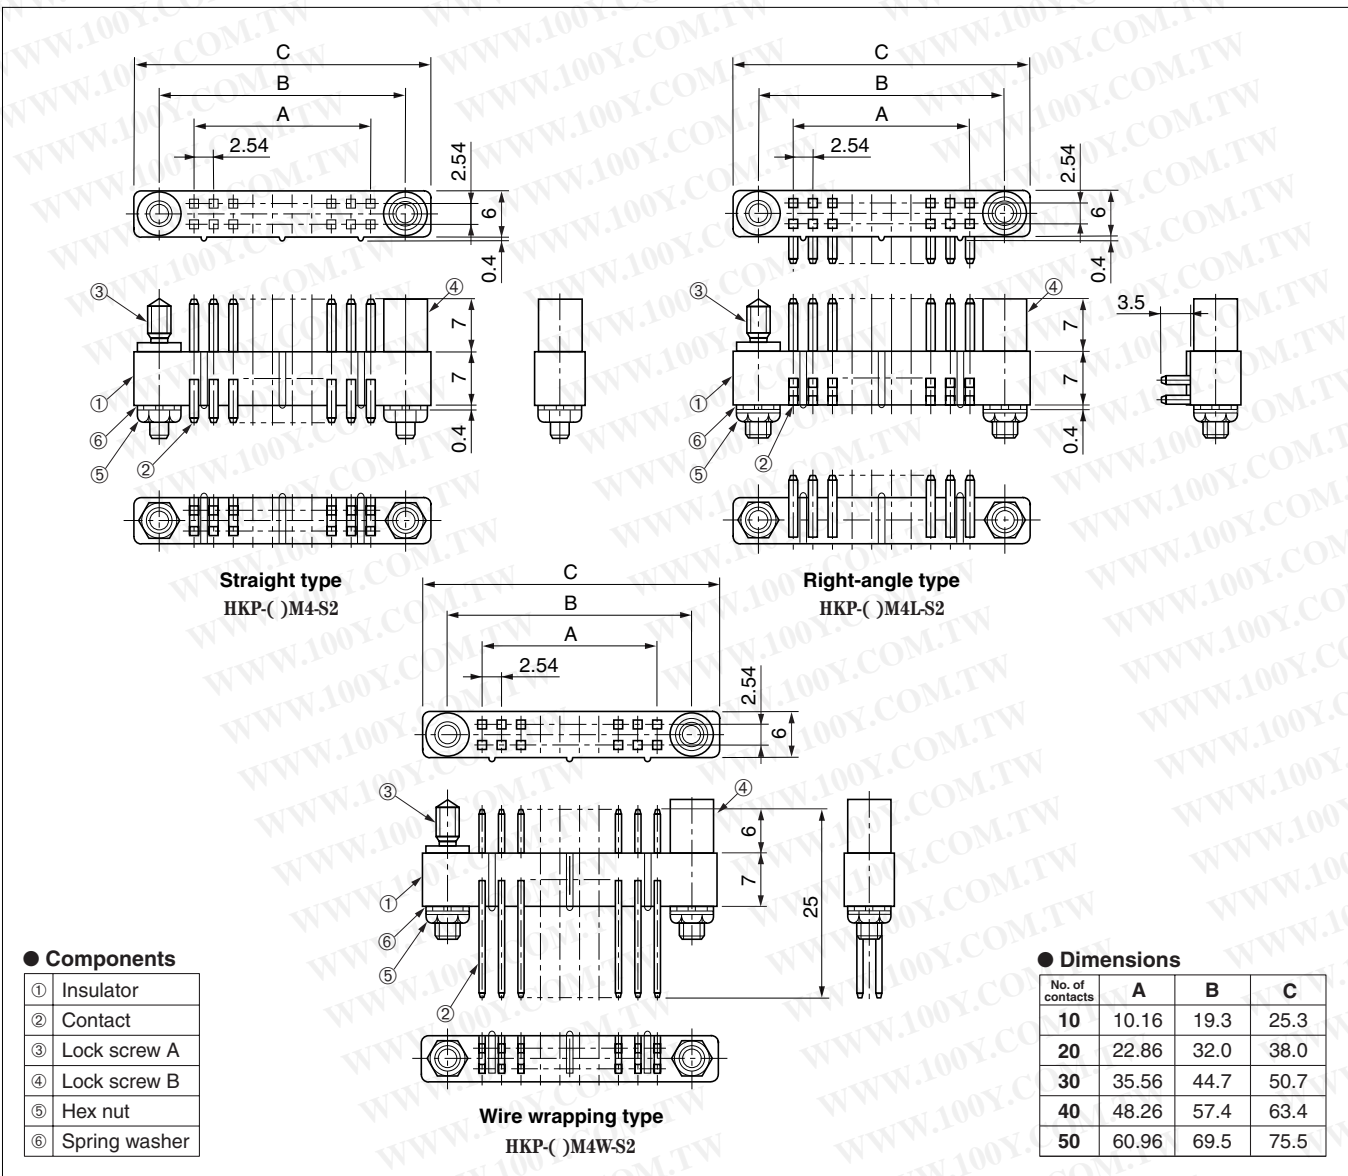 C
B
A
2.54
2.54
6
0.4
③
④
7
7
0.4
①
⑥
⑤
②
Straight type
HKP-( )M4-S2
C
B
A
2.54
2.54
6
0.4
③
④
3.5
7
7
0.4
①
⑥
⑤
②
Right-angle type
HKP-( )M4L-S2
C
B
A
2.54
2.54
6
③
④
6
7
25
①
⑥
⑤
②
Wire wrapping type
HKP-( )M4W-S2
● Components
① Insulator
② Contact
③ Lock screw A
④ Lock screw B
⑤ Hex nut
⑥ Spring washer
● Dimensions
No. of contacts A B C
10 10.16 19.3 25.3
20 22.86 32.0 38.0
30 35.56 44.7 50.7
40 48.26 57.4 63.4
50 60.96 69.5 75.5
WWW.100Y.COM.TW